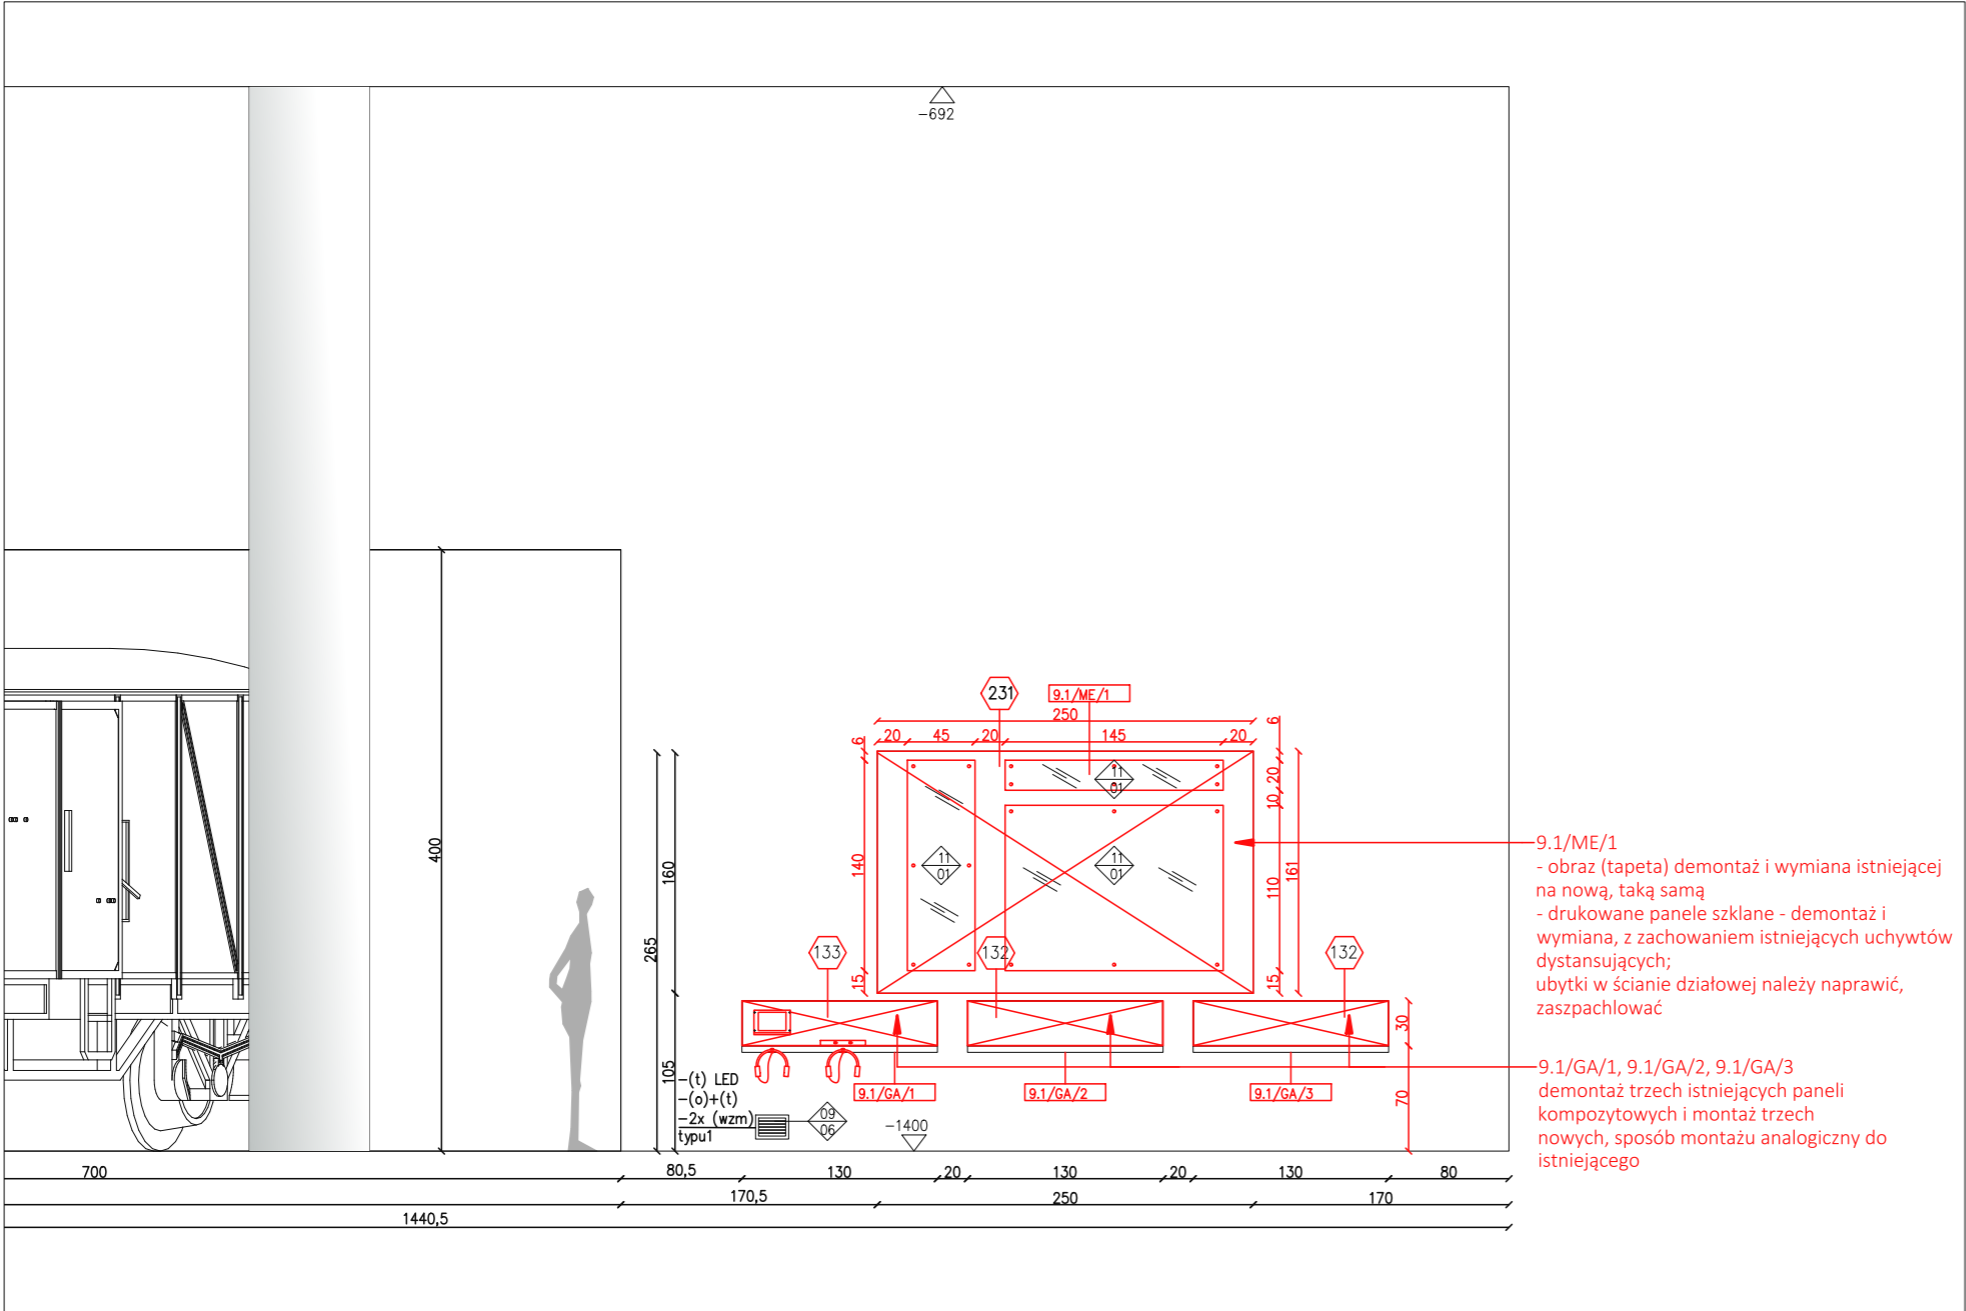 -692
231
9.1/ME/1
250
6
6
20
45
20
145
20
11
01
20
10
400
160
140
11
01
11
01
110
161
265
133
132
132
15
15
30
105
-(t) LED
-(o)+(t)
-2x (wzm)
typu1
09
06
-1400
9.1/GA/1
9.1/GA/2
9.1/GA/3
70
9.1/ME/1
- obraz (tapeta) demontaż i wymiana istniejącej
na nową, taką samą
- drukowane panele szklane - demontaż i
wymiana, z zachowaniem istniejących uchywtów
dystansujących;
ubytki w ścianie działowej należy naprawić,
zaszpachlować
9.1/GA/1, 9.1/GA/2, 9.1/GA/3
demontaż trzech istniejących paneli
kompozytowych i montaż trzech
nowych, sposób montażu analogiczny do
istniejącego
700
80,5
130
20
130
20
130
80
170,5
250
170
1440,5